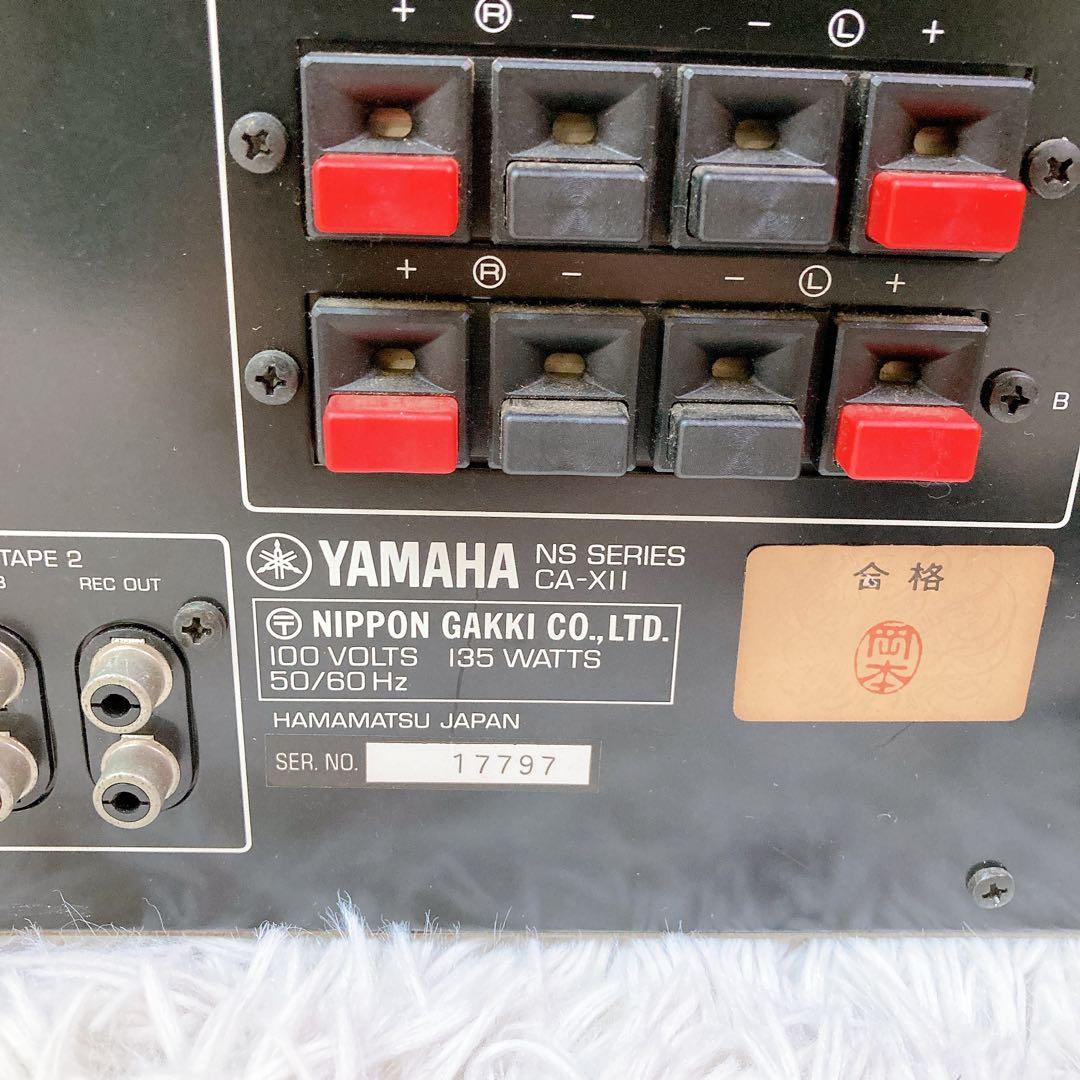 + R − − L +
+ R − − L +
B
TAPE 2
B
REC OUT
YAMAHA
NS SERIES
CA-X11
〒 NIPPON GAKKI CO., LTD.
100 VOLTS 135 WATTS
50/60 Hz
HAMAMATSU JAPAN
SER. NO. 17797
合格
岡本